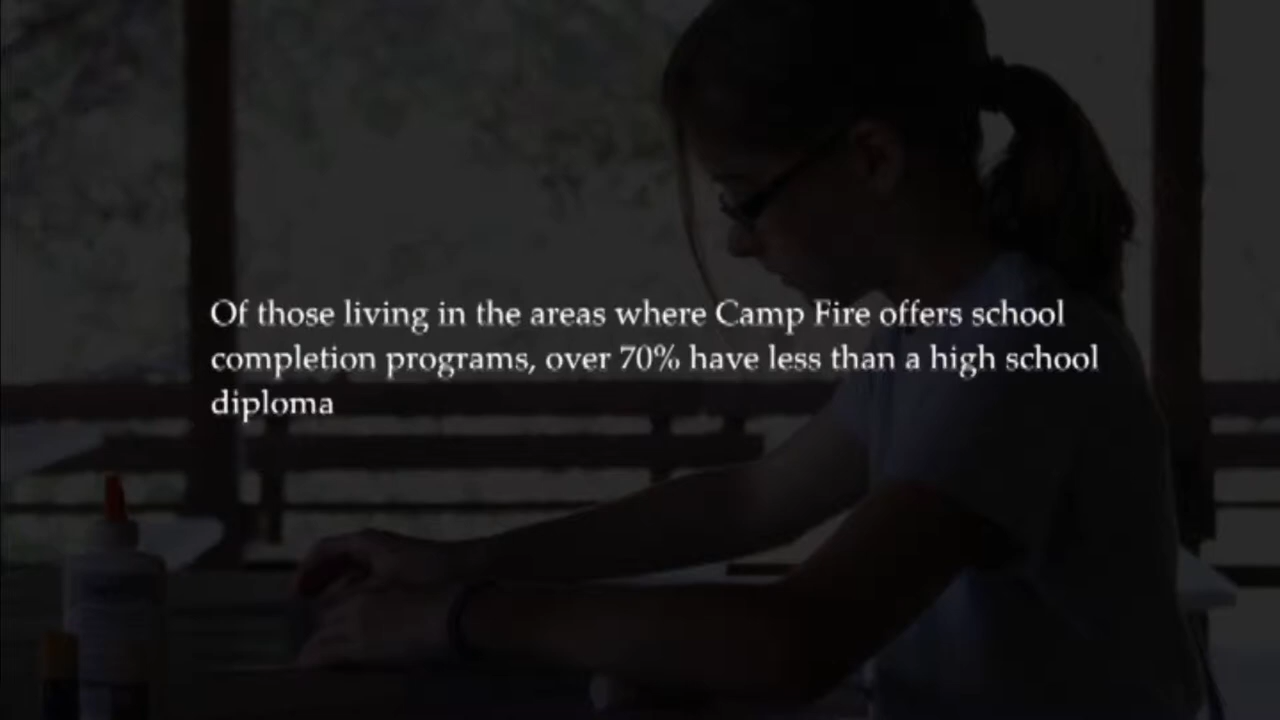 Of those living in the areas where Camp Fire offers school
completion programs, over 70% have less than a high school
diploma